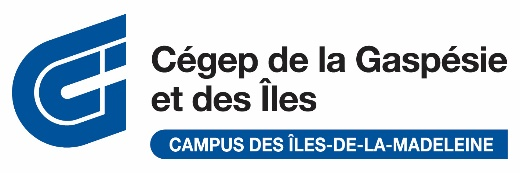 Cégep de la Gaspésie
et des Îles
CAMPUS DES ÎLES-DE-LA-MADELEINE